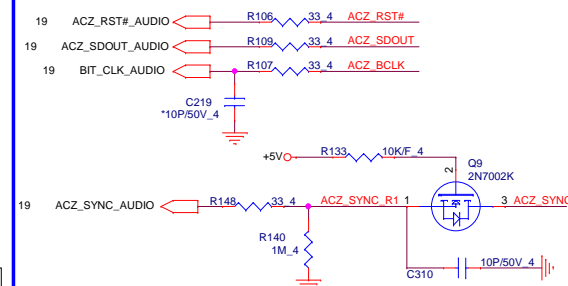 19 ACZ_RST#_AUDIO R106 33_4 ACZ_RST#
19 ACZ_SDOUT_AUDIO R109 33_4 ACZ_SDOUT
19 BIT_CLK_AUDIO R107 33_4 ACZ_BCLK
C219
*10P/50V_4
+5V R133 10K/F_4
Q9
2N7002K
2
19 ACZ_SYNC_AUDIO R148 33_4 ACZ_SYNC_R1 1 3 ACZ_SYNC
R140
1M_4
C310 10P/50V_4